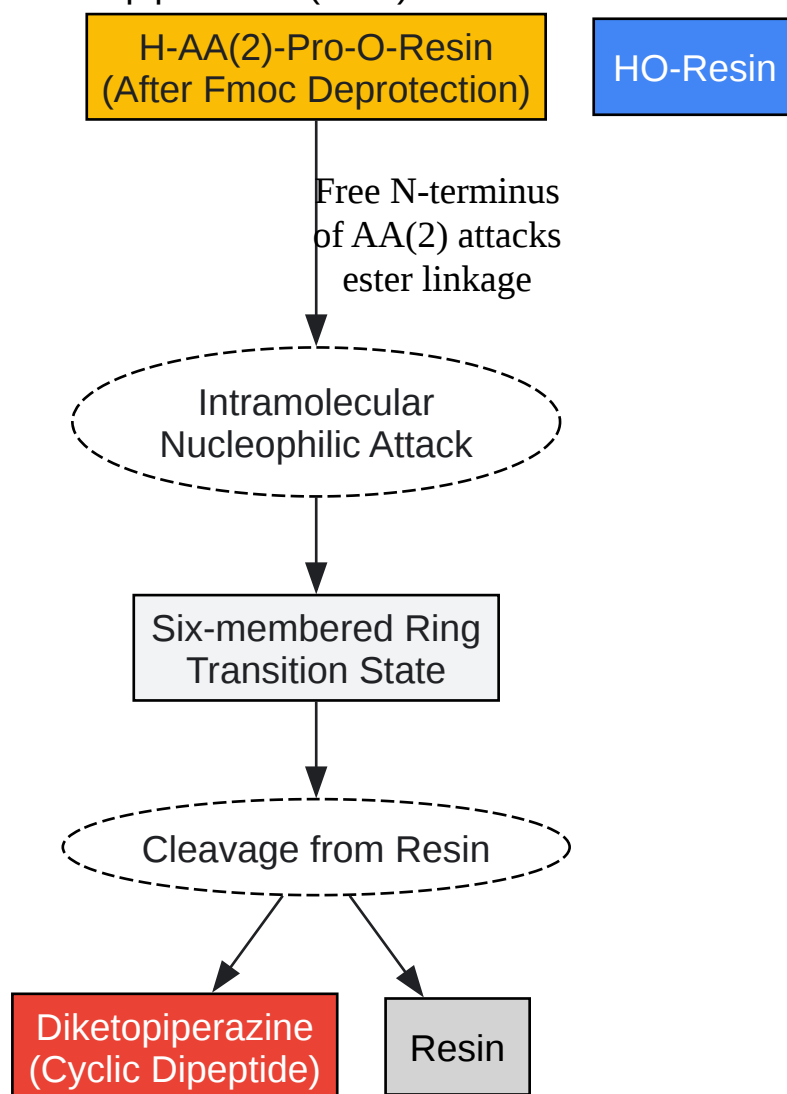 H-AA(2)-Pro-O-Resin
(After Fmoc Deprotection)
HO-Resin
Free N-terminus
of AA(2) attacks
ester linkage
Intramolecular
Nucleophilic Attack
Six-membered Ring
Transition State
Cleavage from Resin
Diketopiperazine
(Cyclic Dipeptide)
Resin